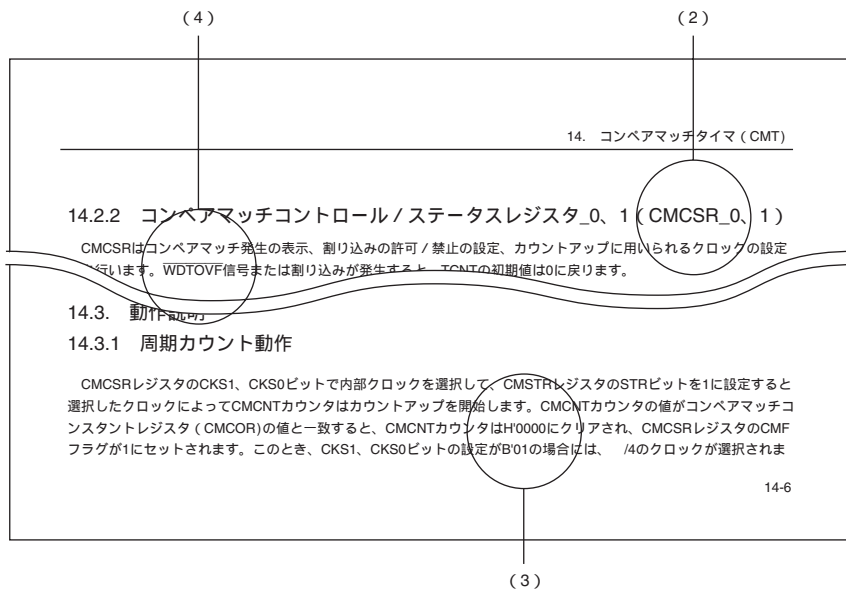 (4) (2)
14. コンペアマッチタイマ(CMT)
14.2.2 コンペアマッチコントロール/ステータスレジスタ_0、1(CMCSR_0、1)
CMCSRはコンペアマッチ発生の表示、割り込みの許可/禁止の設定、カウントアップに用いられるクロックの設定
行います。WDTOVF信号または割り込みが発生すると、TCNTの初期値は0に戻ります。
14.3. 動作説明
14.3.1 周期カウント動作
CMCSRレジスタのCKS1、CKS0ビットで内部クロックを選択して、CMSTRレジスタのSTRビットを1に設定すると
選択したクロックによってCMCNTカウンタはカウントアップを開始します。CMCNTカウンタの値がコンペアマッチコ
ンスタントレジスタ(CMCOR)の値と一致すると、CMCNTカウンタはH'0000にクリアされ、CMCSRレジスタのCMF
フラグが1にセットされます。このとき、CKS1、CKS0ビットの設定がB'01の場合には、 /4のクロックが選択されま
14-6
(3)